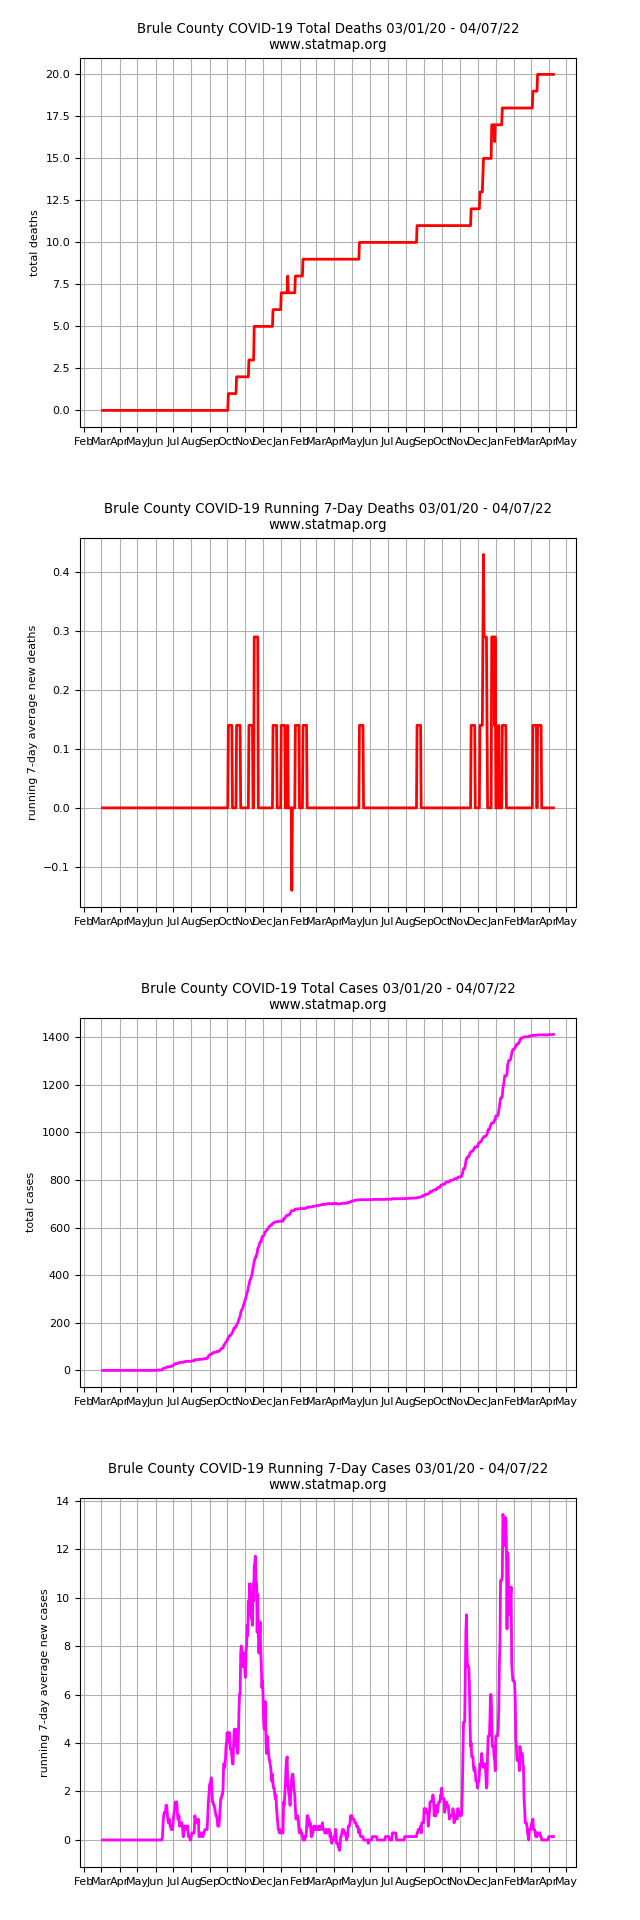 Brule County COVID-19 Total Deaths 03/01/20 - 04/07/22
www.statmap.org
20.0
17.5
15.0
12.5
10.0
7.5
5.0
2.5
0.0
total deaths
Feb Mar Apr May Jun Jul Aug Sep Oct Nov Dec Jan Feb Mar Apr May Jun Jul Aug Sep Oct Nov Dec Jan Feb Mar Apr May
Brule County COVID-19 Running 7-Day Deaths 03/01/20 - 04/07/22
www.statmap.org
0.4
0.3
0.2
0.1
0.0
−0.1
running 7-day average new deaths
Feb Mar Apr May Jun Jul Aug Sep Oct Nov Dec Jan Feb Mar Apr May Jun Jul Aug Sep Oct Nov Dec Jan Feb Mar Apr May
Brule County COVID-19 Total Cases 03/01/20 - 04/07/22
www.statmap.org
1400
1200
1000
800
600
400
200
0
total cases
Feb Mar Apr May Jun Jul Aug Sep Oct Nov Dec Jan Feb Mar Apr May Jun Jul Aug Sep Oct Nov Dec Jan Feb Mar Apr May
Brule County COVID-19 Running 7-Day Cases 03/01/20 - 04/07/22
www.statmap.org
14
12
10
8
6
4
2
0
running 7-day average new cases
Feb Mar Apr May Jun Jul Aug Sep Oct Nov Dec Jan Feb Mar Apr May Jun Jul Aug Sep Oct Nov Dec Jan Feb Mar Apr May